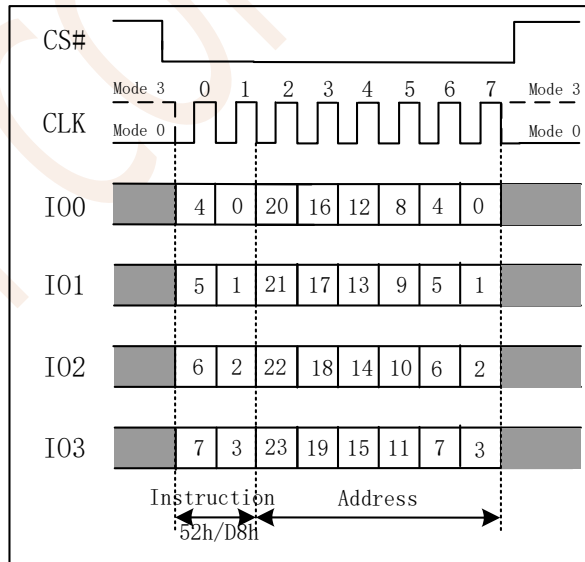 CS#
Mode 3 0 1 2 3 4 5 6 7 Mode 3
CLK
Mode 0 Mode 0
IO0 4 0 20 16 12 8 4 0
IO1 5 1 21 17 13 9 5 1
IO2 6 2 22 18 14 10 6 2
IO3 7 3 23 19 15 11 7 3
Instruction Address
52h/D8h